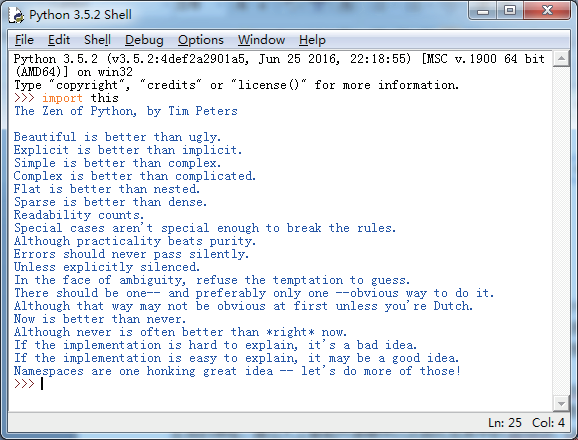 Python 3.5.2 Shell
File Edit Shell Debug Options Window Help
Python 3.5.2 (v3.5.2:4def2a2901a5, Jun 25 2016, 22:18:55) [MSC v.1900 64 bit
(AMD64)] on win32
Type "copyright", "credits" or "license()" for more information.
>>> import this
The Zen of Python, by Tim Peters

Beautiful is better than ugly.
Explicit is better than implicit.
Simple is better than complex.
Complex is better than complicated.
Flat is better than nested.
Sparse is better than dense.
Readability counts.
Special cases aren't special enough to break the rules.
Although practicality beats purity.
Errors should never pass silently.
Unless explicitly silenced.
In the face of ambiguity, refuse the temptation to guess.
There should be one-- and preferably only one --obvious way to do it.
Although that way may not be obvious at first unless you're Dutch.
Now is better than never.
Although never is often better than *right* now.
If the implementation is hard to explain, it's a bad idea.
If the implementation is easy to explain, it may be a good idea.
Namespaces are one honking great idea -- let's do more of those!
>>>
Ln: 25 Col: 4